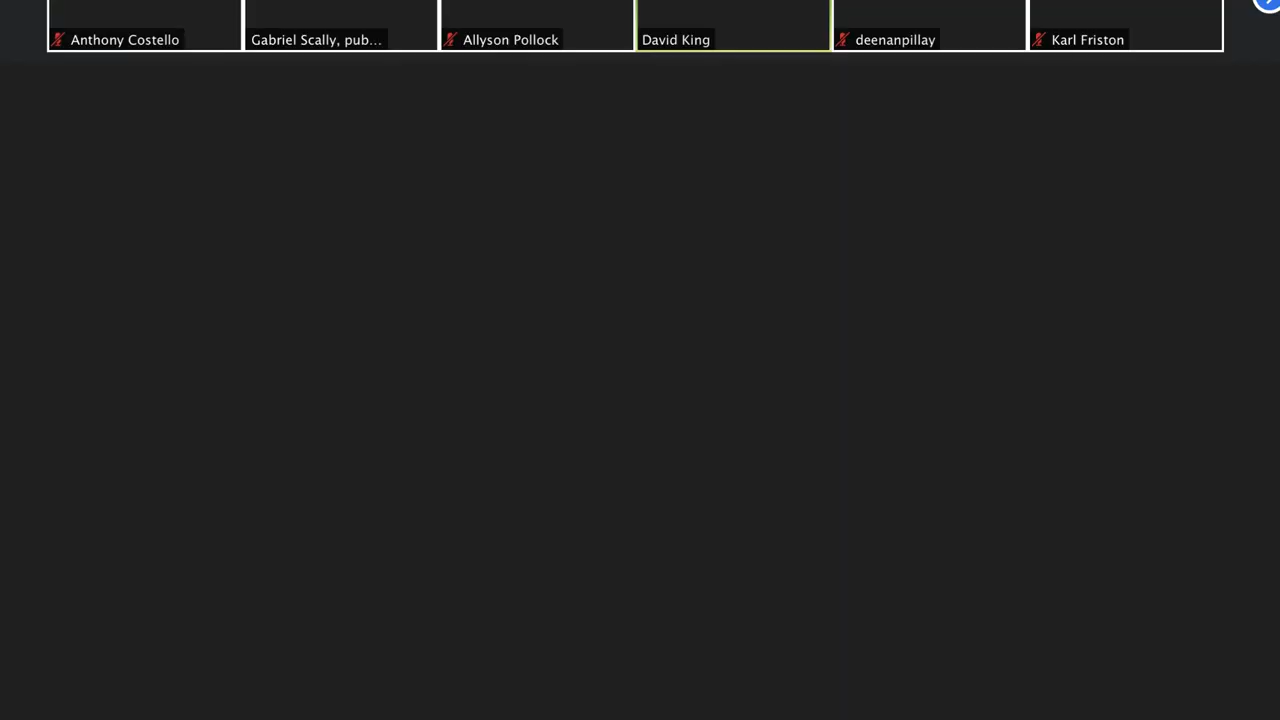 Anthony Costello
Gabriel Scally, pub...
Allyson Pollock
David King
deenanpillay
Karl Friston